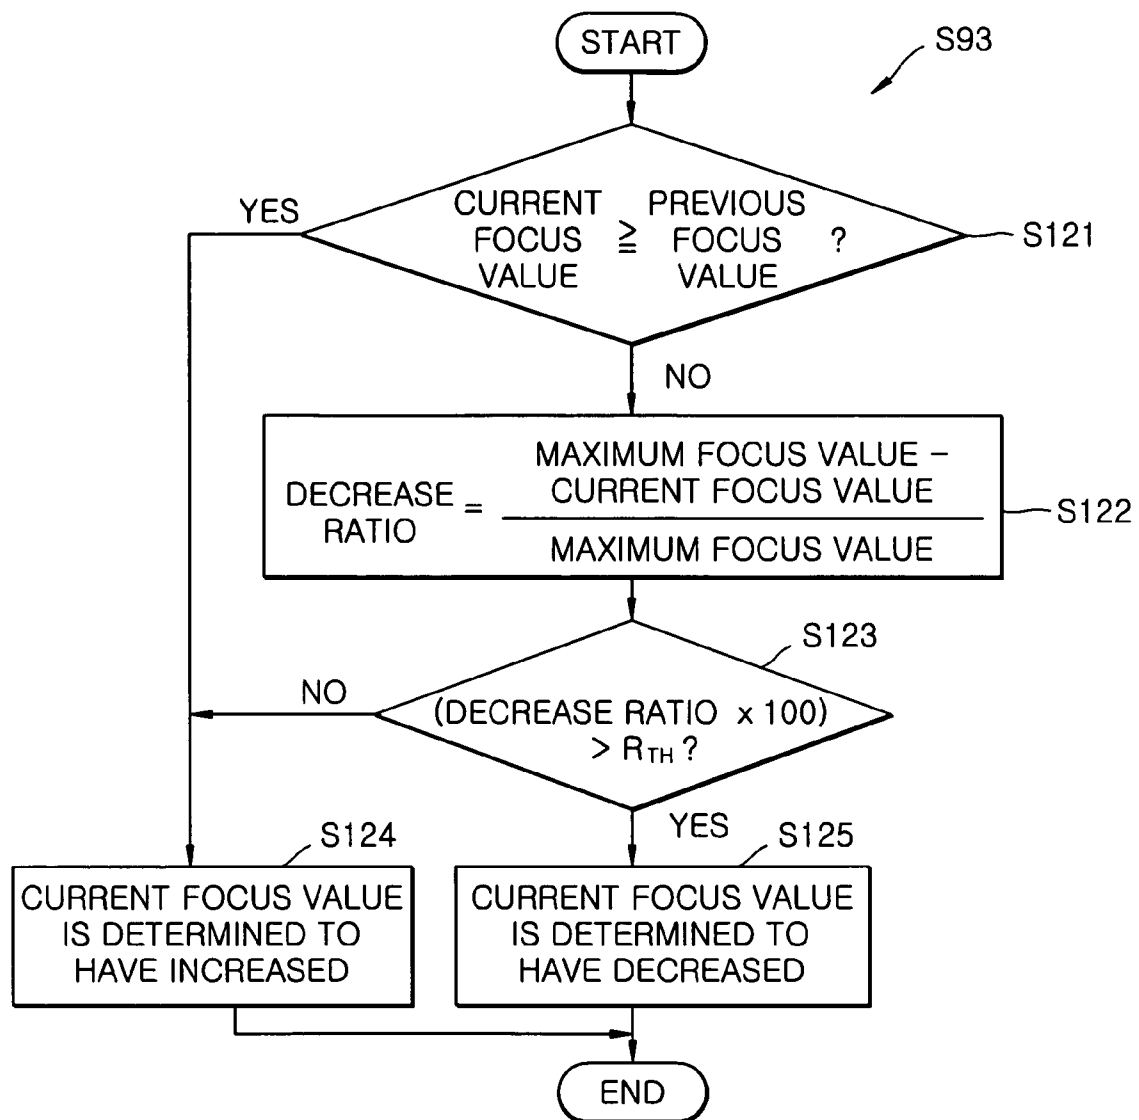 START
S93
YES
CURRENT
FOCUS
VALUE
≧
PREVIOUS
FOCUS
VALUE
?
S121
NO
DECREASE
RATIO
=
MAXIMUM FOCUS VALUE –
CURRENT FOCUS VALUE
MAXIMUM FOCUS VALUE
S122
S123
NO
(DECREASE RATIO x 100)
> RTH ?
YES
S124
CURRENT FOCUS VALUE
IS DETERMINED TO
HAVE INCREASED
S125
CURRENT FOCUS VALUE
IS DETERMINED TO
HAVE DECREASED
END